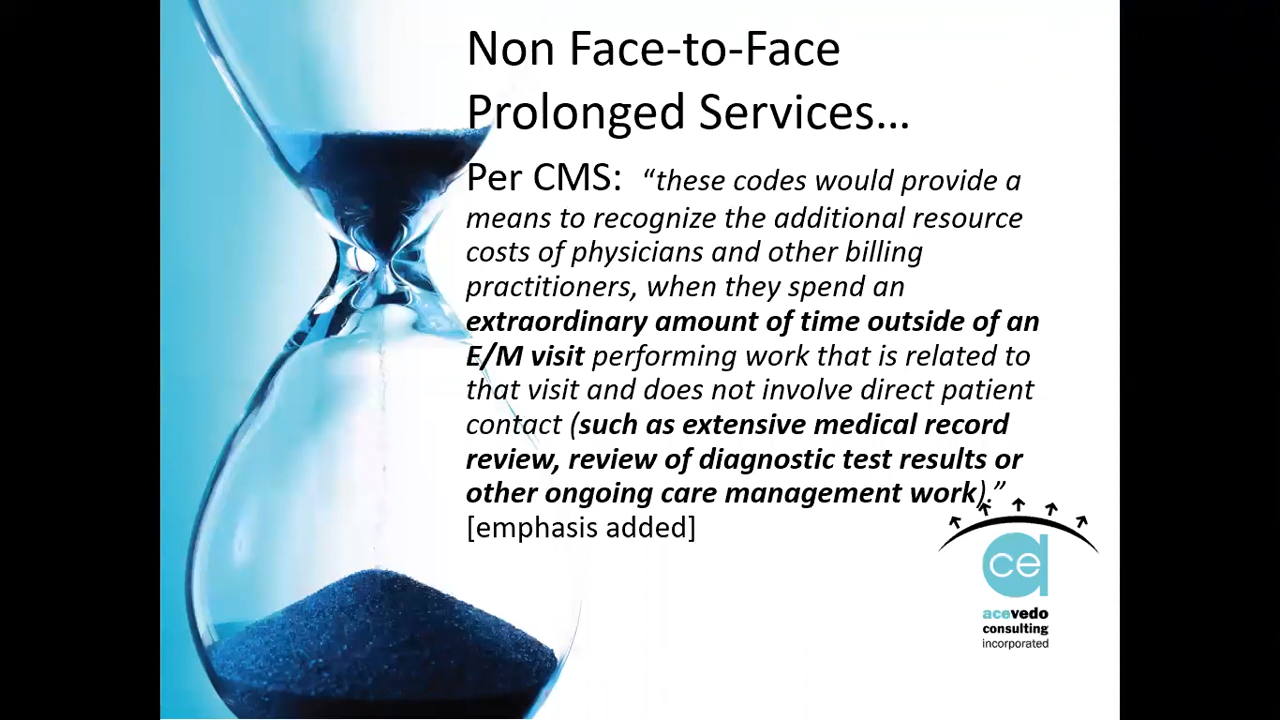 Non Face-to-Face
Prolonged Services…
Per CMS:  “these codes would provide a
means to recognize the additional resource
costs of physicians and other billing
practitioners, when they spend an
extraordinary amount of time outside of an
E/M visit performing work that is related to
that visit and does not involve direct patient
contact (such as extensive medical record
review, review of diagnostic test results or
other ongoing care management work).”
[emphasis added]
ce
acevedo
consulting
incorporated